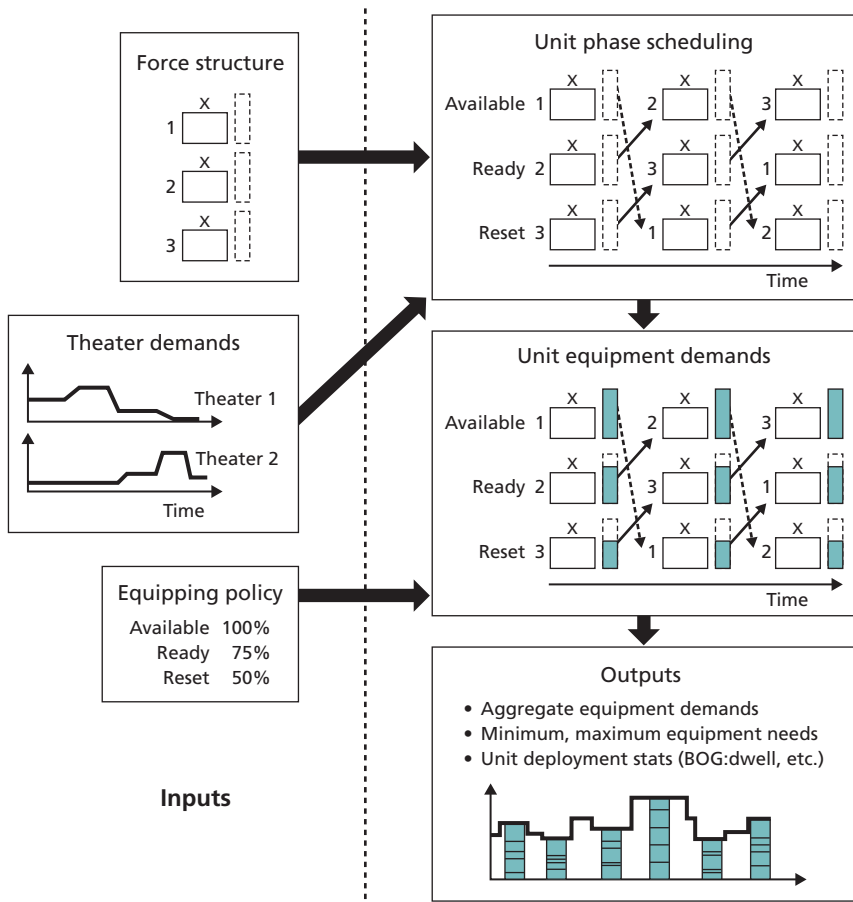 Force structure
X
1
X
2
X
3
Theater demands
Theater 1
Theater 2
Time
Equipping policy
Available 100%
Ready 75%
Reset 50%
Inputs
Unit phase scheduling
X X X
Available 1 2 3
X X X
Ready 2 3 1
X X X
Reset 3 1 2
Time
Unit equipment demands
X X X
Available 1 2 3
X X X
Ready 2 3 1
X X X
Reset 3 1 2
Time
Outputs
• Aggregate equipment demands
• Minimum, maximum equipment needs
• Unit deployment stats (BOG:dwell, etc.)